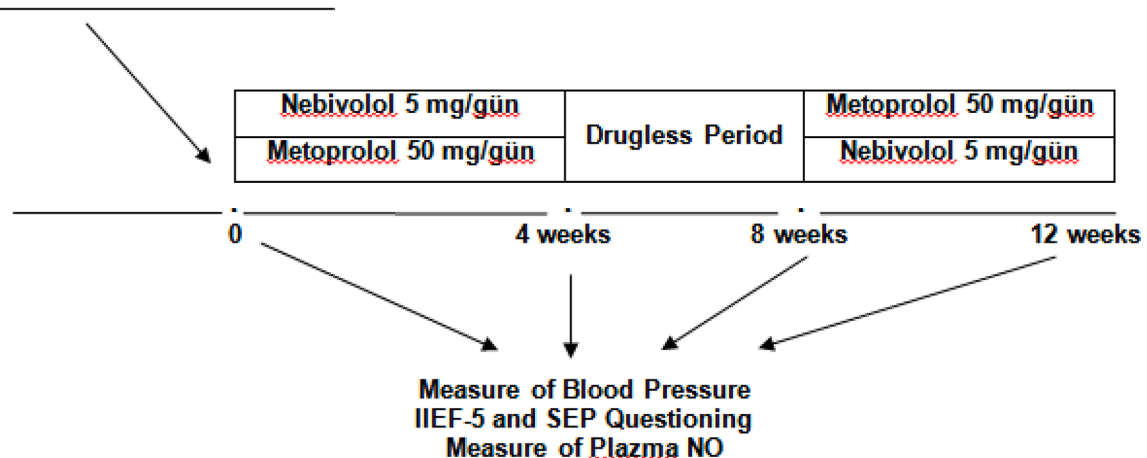 Nebivolol 5 mg/gün
Metoprolol 50 mg/gün
Drugless Period
Metoprolol 50 mg/gün
Nebivolol 5 mg/gün
0
4 weeks
8 weeks
12 weeks
Measure of Blood Pressure
IIEF-5 and SEP Questioning
Measure of Plazma NO